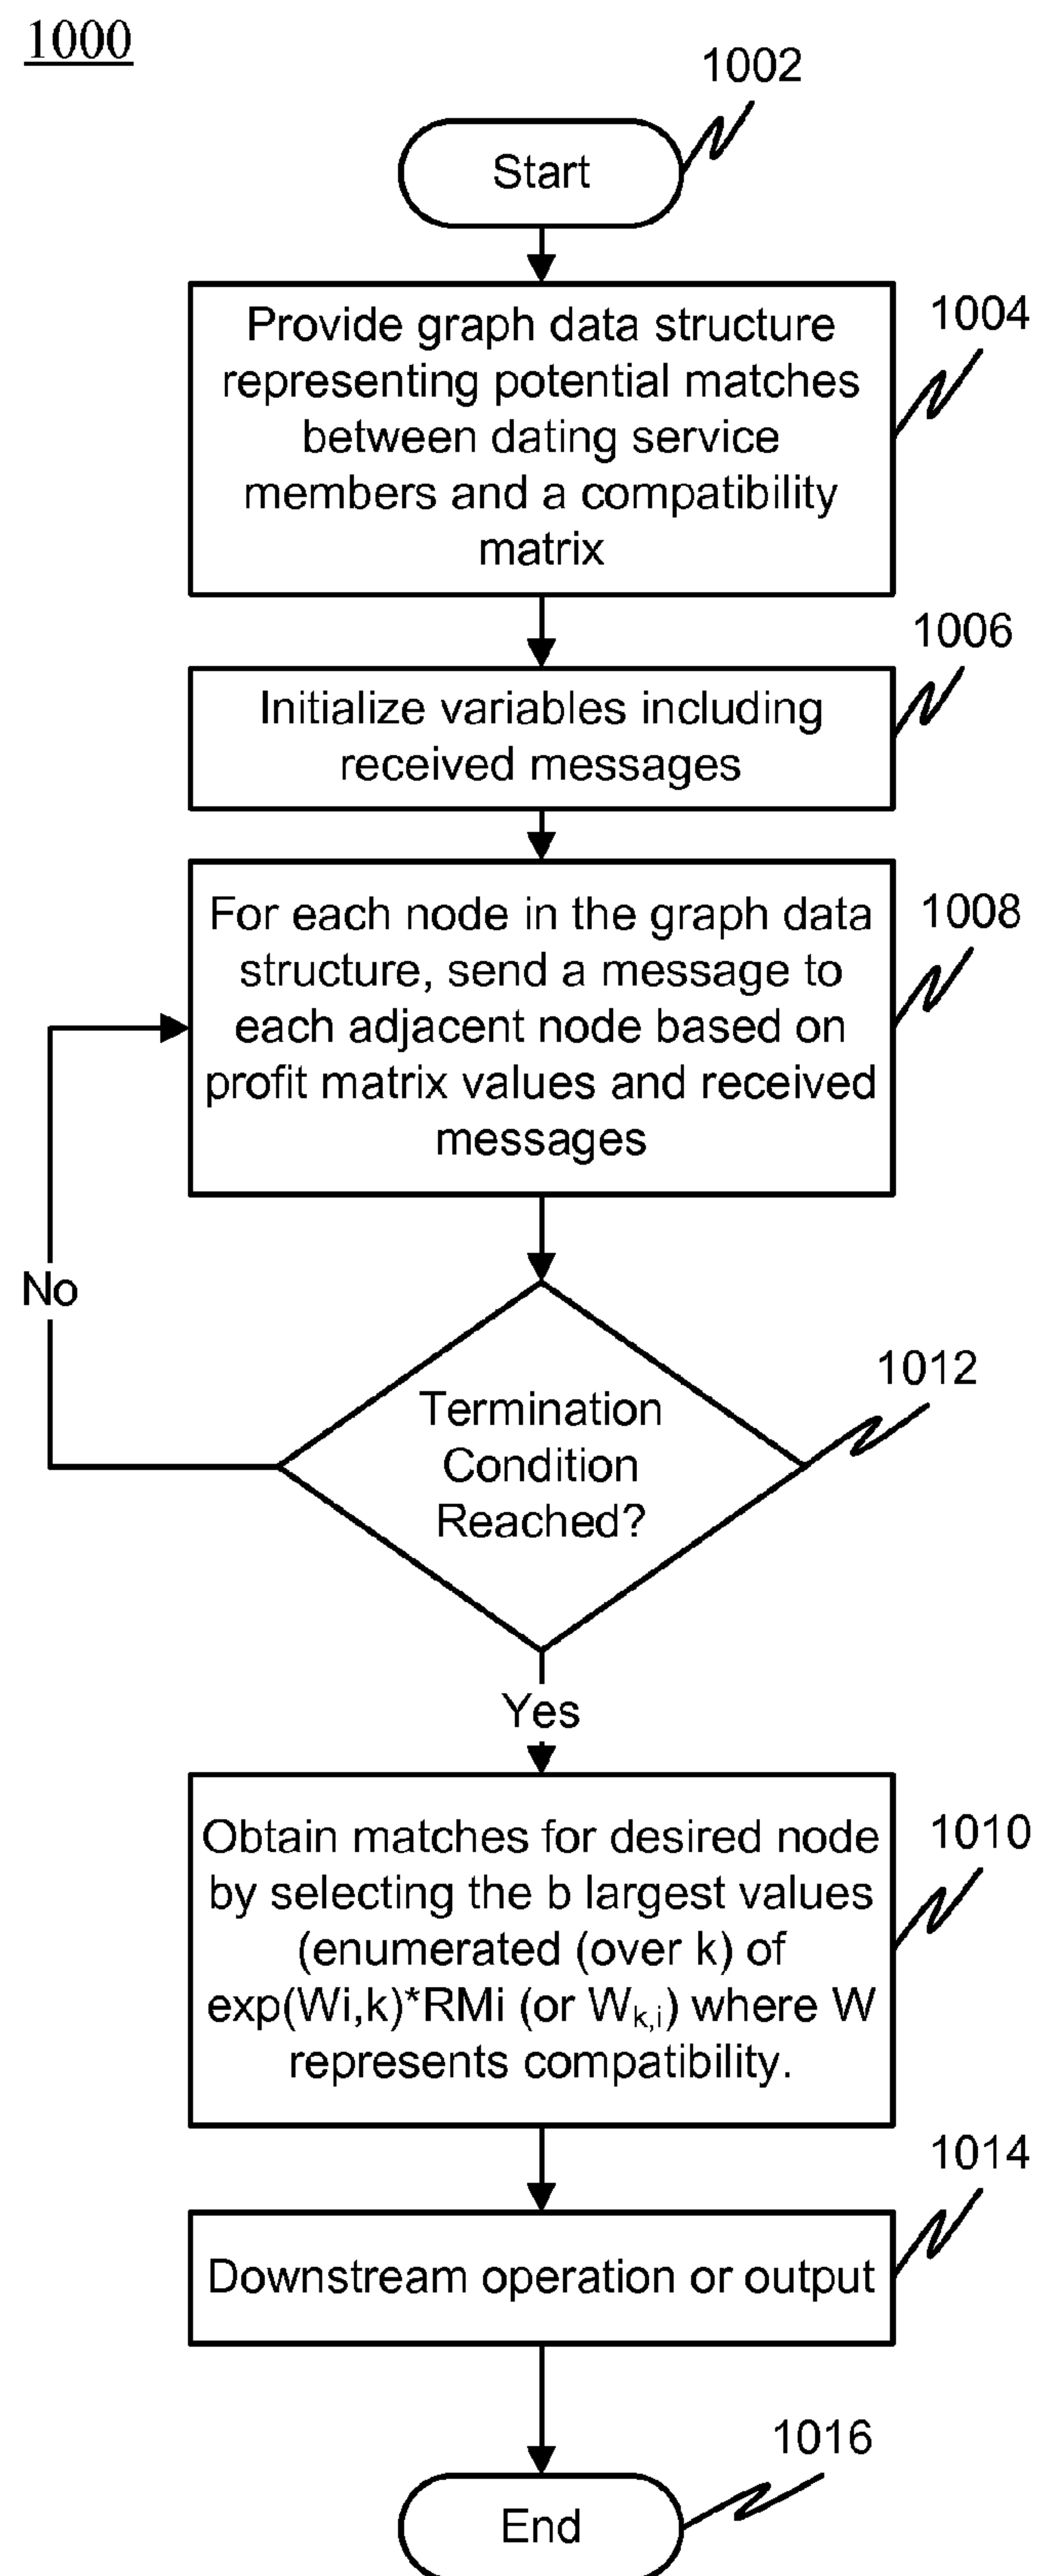 1000
1002
Start
1004
Provide graph data structure
representing potential matches
between dating service
members and a compatibility
matrix
1006
Initialize variables including
received messages
1008
For each node in the graph data
structure, send a message to
each adjacent node based on
profit matrix values and received
messages
No
1012
Termination
Condition
Reached?
Yes
1010
Obtain matches for desired node
by selecting the b largest values
(enumerated (over k) of
exp(Wi,k)*RMi (or Wk,i) where W
represents compatibility.
1014
Downstream operation or output
1016
End